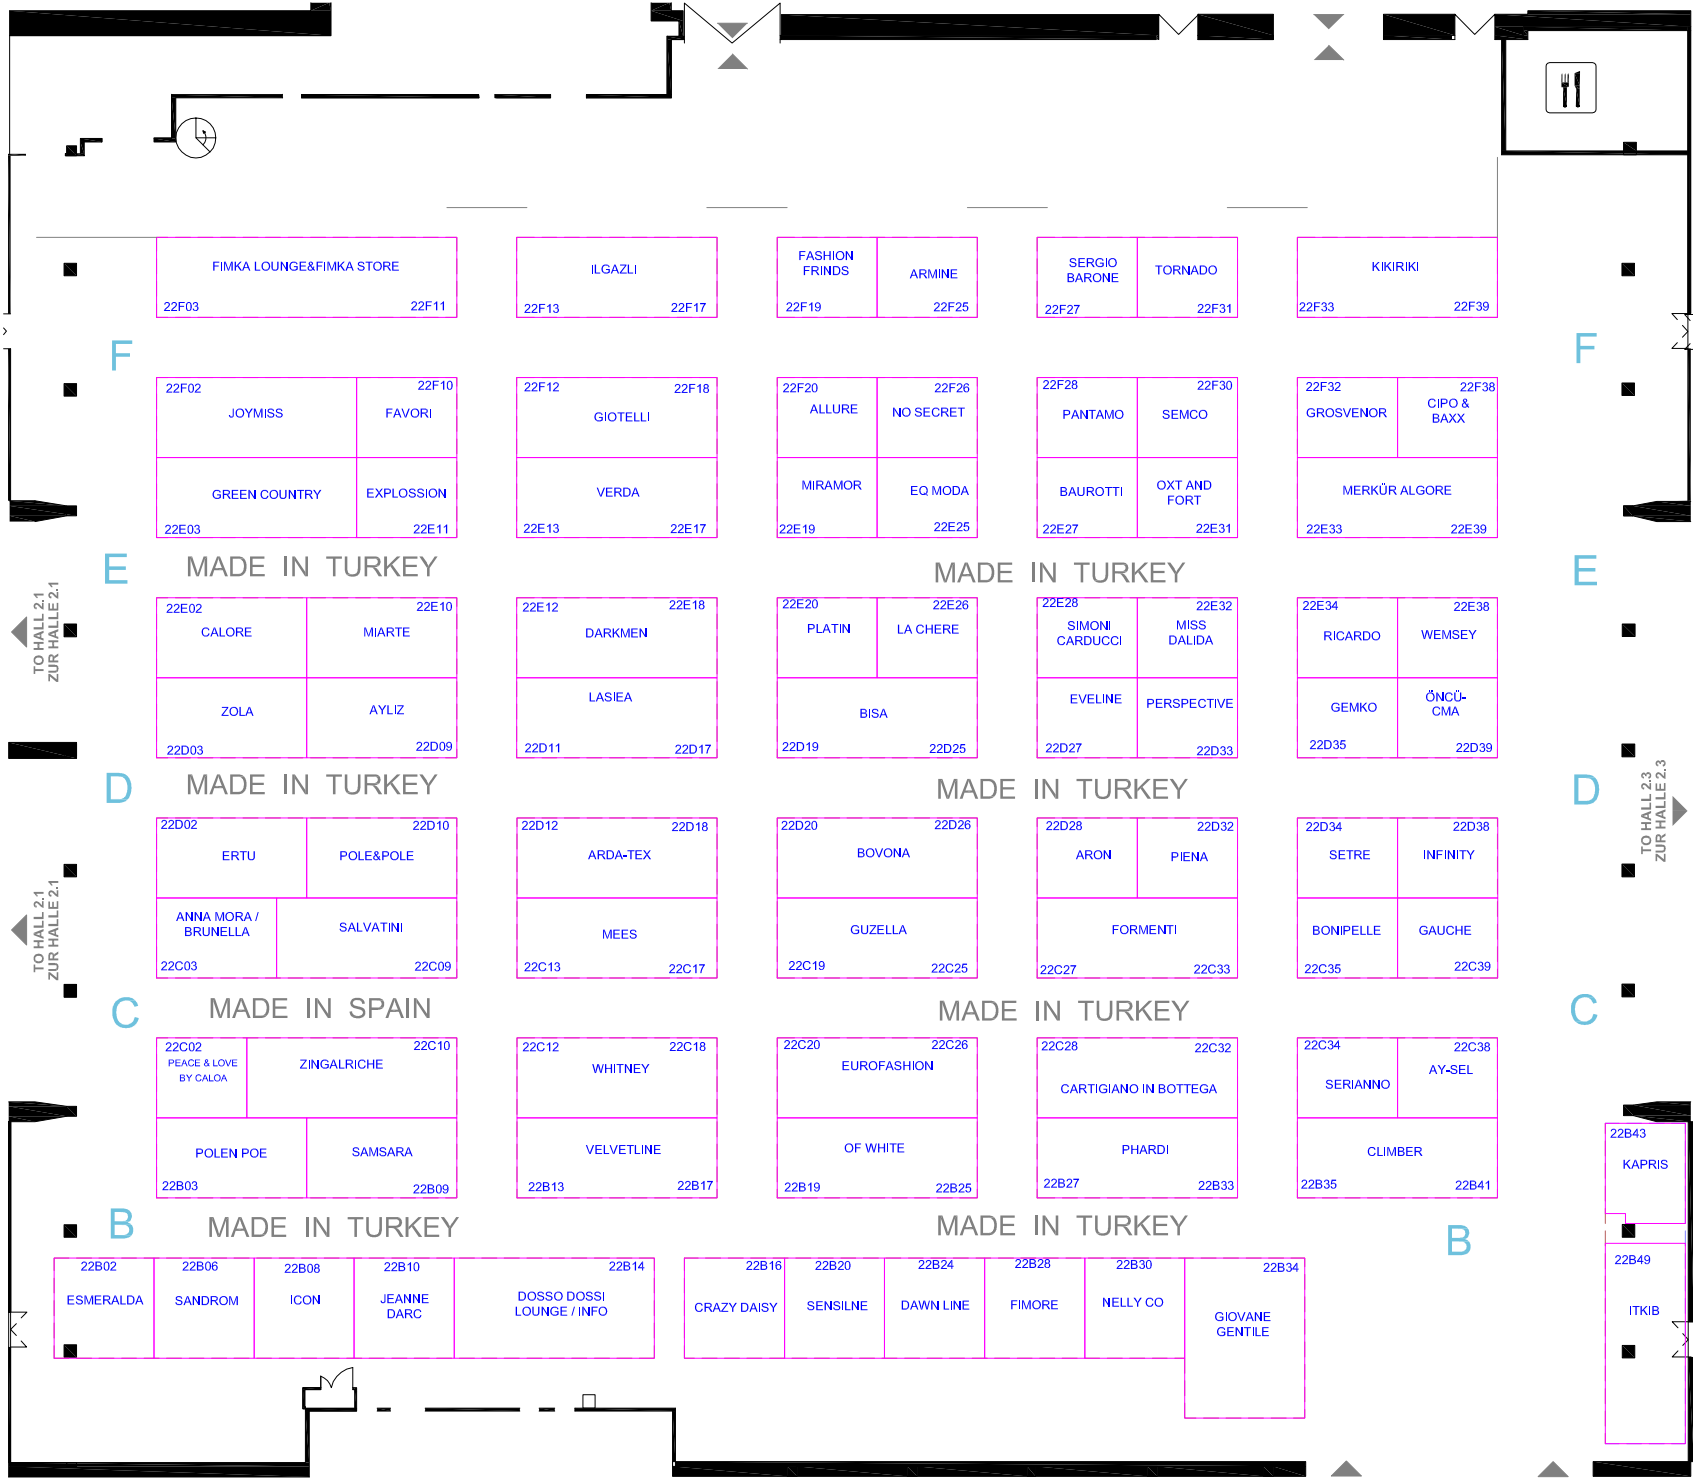 FIMKA LOUNGE&FIMKA STORE
22F03 22F11
ILGAZLI
22F13 22F17
FASHION
FRINDS
22F19
ARMINE
22F25
SERGIO
BARONE
22F27
TORNADO
22F31
KIKIRIKI
22F33 22F39
F
F
22F02
JOYMISS
22F10
FAVORI
22F12 22F18
GIOTELLI
22F20
ALLURE
22F26
NO SECRET
22F28
PANTAMO
22F30
SEMCO
22F32
GROSVENOR
22F38
CIPO &
BAXX
GREEN COUNTRY
22E03
EXPLOSSION
22E11
VERDA
22E13 22E17
MIRAMOR
22E19
EQ MODA
22E25
BAUROTTI
22E27
OXT AND
FORT
22E31
MERKÜR ALGORE
22E33 22E39
E
MADE IN TURKEY
MADE IN TURKEY
E
TO HALL 2.1
ZUR HALLE 2.1
22E02
CALORE
22E10
MIARTE
22E12 22E18
DARKMEN
22E20
PLATIN
22E26
LA CHERE
22E28
SIMONI
CARDUCCI
22E32
MISS
DALIDA
22E34
RICARDO
22E38
WEMSEY
ZOLA
22D03
AYLIZ
22D09
LASIEA
22D11 22D17
BISA
22D19 22D25
EVELINE
22D27
PERSPECTIVE
22D33
GEMKO
22D35
ÖNCÜ-
CMA
22D39
D
MADE IN TURKEY
MADE IN TURKEY
D
TO HALL 2.3
ZUR HALLE 2.3
22D02
ERTU
22D10
POLE&POLE
22D12 22D18
ARDA-TEX
22D20 22D26
BOVONA
22D28
ARON
22D32
PIENA
22D34
SETRE
22D38
INFINITY
TO HALL 2.1
ZUR HALLE 2.1
ANNA MORA /
BRUNELLA
22C03
SALVATINI
22C09
MEES
22C13 22C17
GUZELLA
22C19 22C25
FORMENTI
22C27 22C33
BONIPELLE
22C35
GAUCHE
22C39
C
MADE IN SPAIN
MADE IN TURKEY
C
22C02
PEACE & LOVE
BY CALOA
22C10
ZINGALRICHE
22C12 22C18
WHITNEY
22C20 22C26
EUROFASHION
22C28 22C32
CARTIGIANO IN BOTTEGA
22C34
SERIANNO
22C38
AY-SEL
POLEN POE
22B03
SAMSARA
22B09
VELVETLINE
22B13 22B17
OF WHITE
22B19 22B25
PHARDI
22B27 22B33
CLIMBER
22B35 22B41
22B43
KAPRIS
B
MADE IN TURKEY
MADE IN TURKEY
B
22B02
ESMERALDA
22B06
SANDROM
22B08
ICON
22B10
JEANNE
DARC
22B14
DOSSO DOSSI
LOUNGE / INFO
22B16
CRAZY DAISY
22B20
SENSILNE
22B24
DAWN LINE
22B28
FIMORE
22B30
NELLY CO
22B34
GIOVANE
GENTILE
22B49
ITKIB